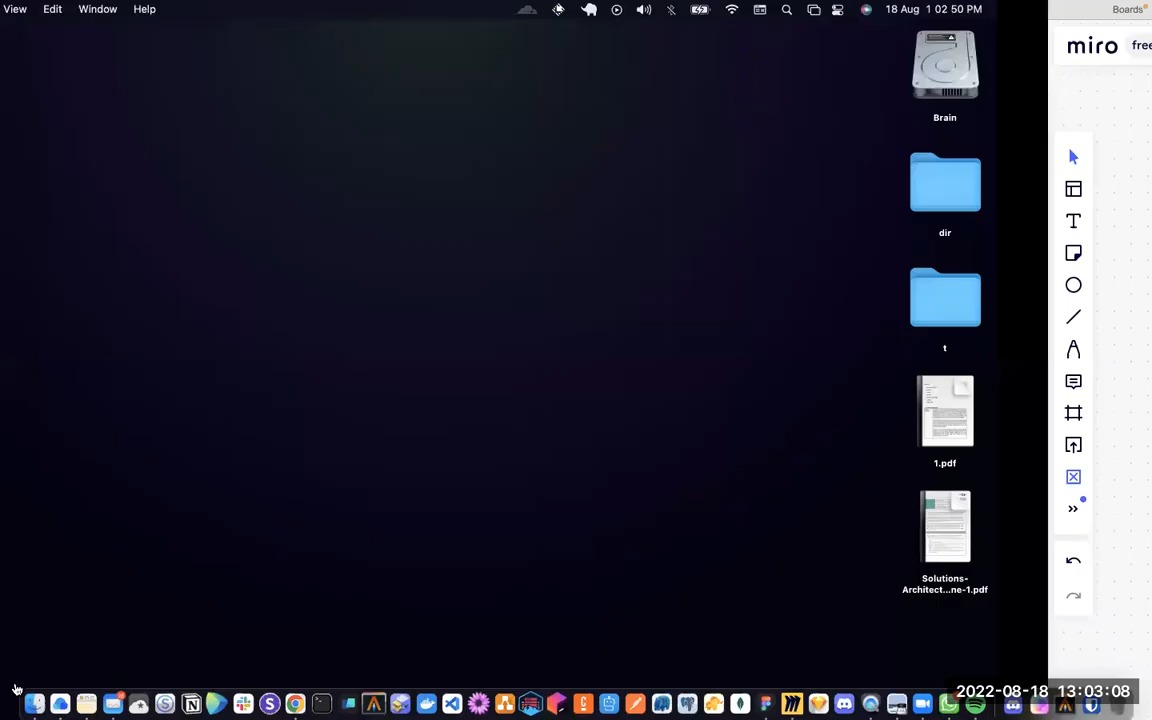 View Edit Window Help 18 Aug 1 02 50 PM
Boards
miro free
Brain
dir
t
1.pdf
Solutions-
Architect...ne-1.pdf
2022-08-18 13:03:08